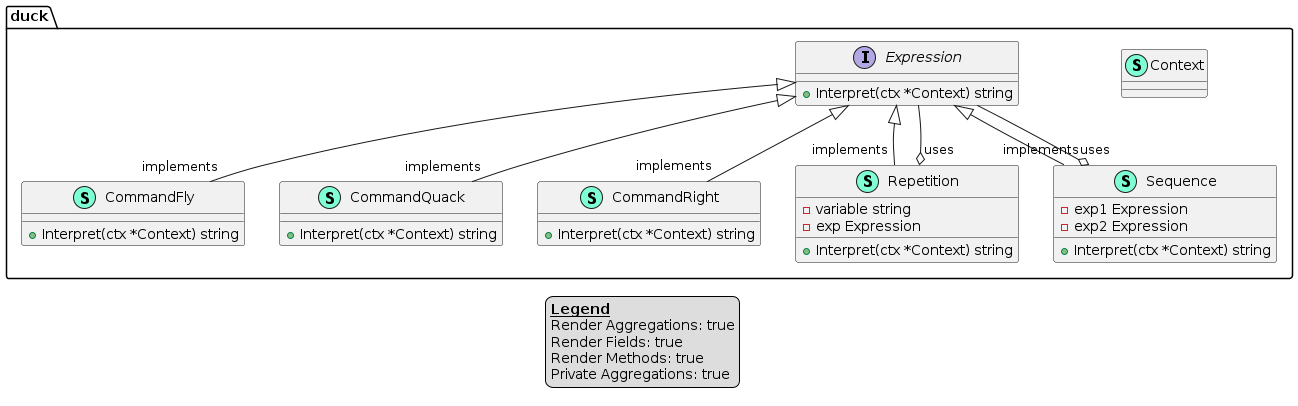 duck
I Expression
Interpret(ctx *Context) string
S Context
implements
implements
implements
implements
uses
implements
uses
S CommandFly
Interpret(ctx *Context) string
S CommandQuack
Interpret(ctx *Context) string
S CommandRight
Interpret(ctx *Context) string
S Repetition
variable string
exp Expression
Interpret(ctx *Context) string
S Sequence
exp1 Expression
exp2 Expression
Interpret(ctx *Context) string
Legend
Render Aggregations: true
Render Fields: true
Render Methods: true
Private Aggregations: true